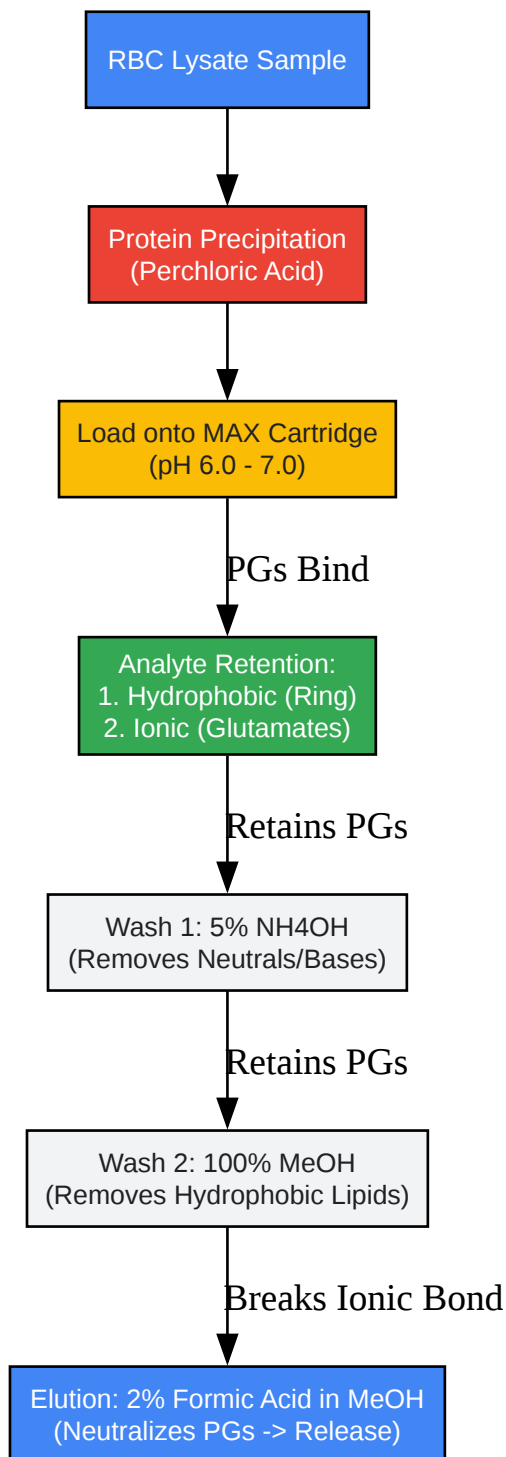 RBC Lysate Sample
Protein Precipitation
(Perchloric Acid)
Load onto MAX Cartridge
(pH 6.0 - 7.0)
PGs Bind
Analyte Retention:
1. Hydrophobic (Ring)
2. Ionic (Glutamates)
Retains PGs
Wash 1: 5% NH4OH
(Removes Neutrals/Bases)
Retains PGs
Wash 2: 100% MeOH
(Removes Hydrophobic Lipids)
Breaks Ionic Bond
Elution: 2% Formic Acid in MeOH
(Neutralizes PGs -> Release)